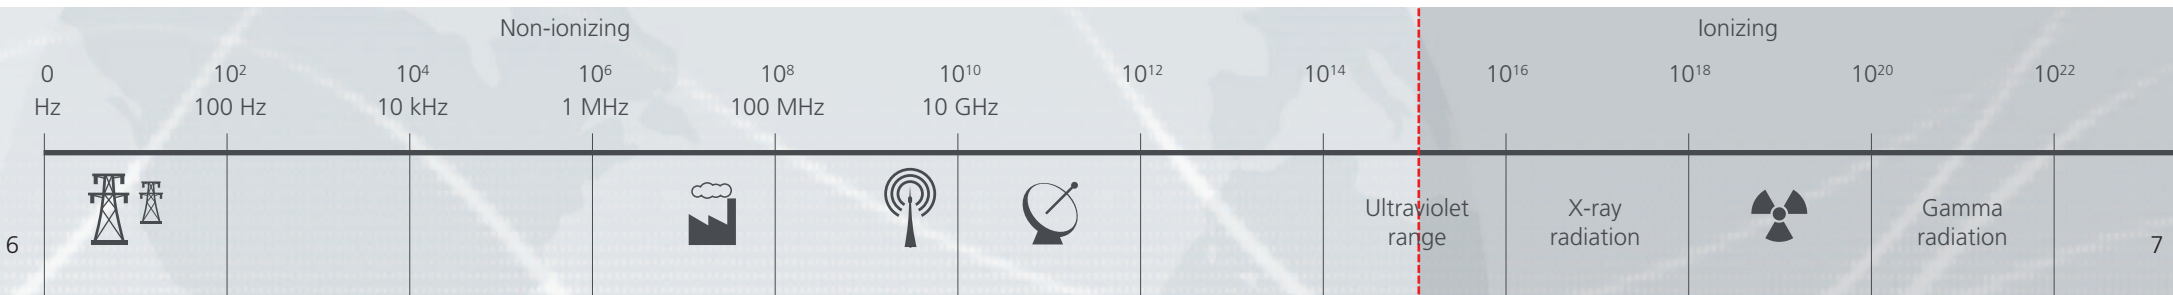 Non-ionizing Ionizing
0 10² 10⁴ 10⁶ 10⁸ 10¹⁰ 10¹² 10¹⁴ 10¹⁶ 10¹⁸ 10²⁰ 10²²
Hz 100 Hz 10 kHz 1 MHz 100 MHz 10 GHz
Ultraviolet
range
X-ray
radiation
Gamma
radiation
6 7